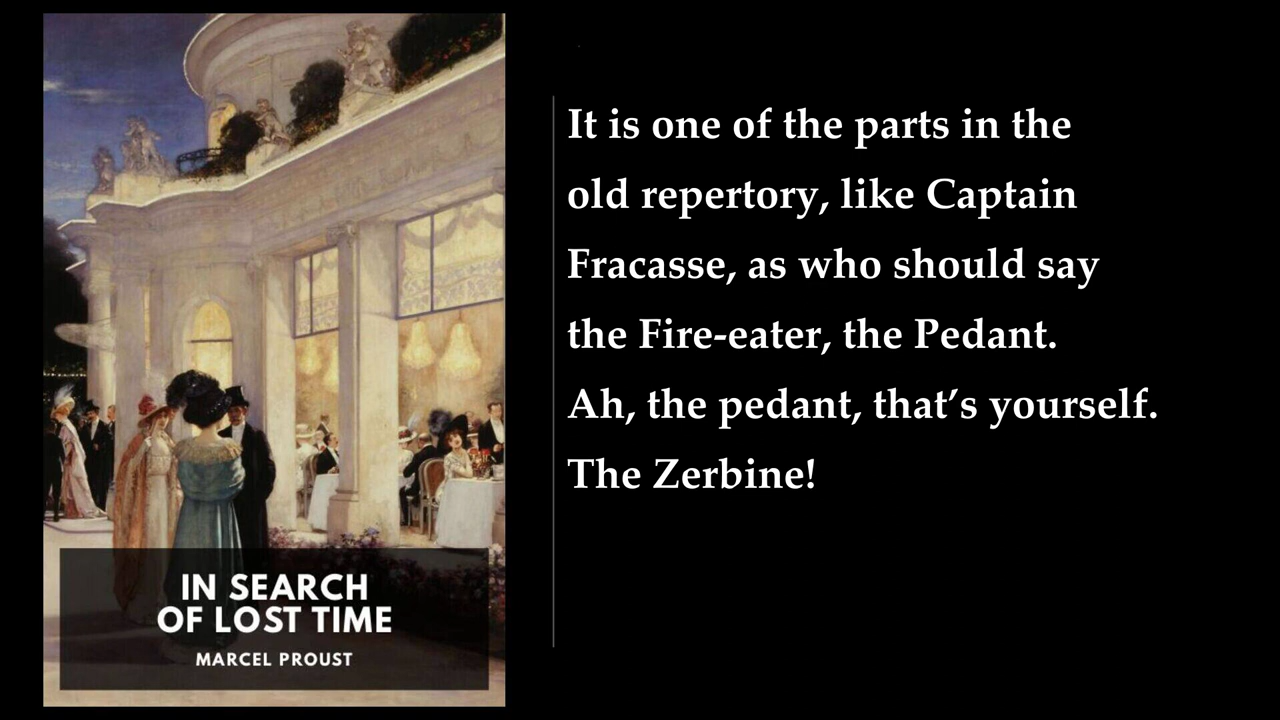 It is one of the parts in the
old repertory, like Captain
Fracasse, as who should say
the Fire-eater, the Pedant.
Ah, the pedant, that’s yourself.
The Zerbine!
IN SEARCH
OF LOST TIME
MARCEL PROUST